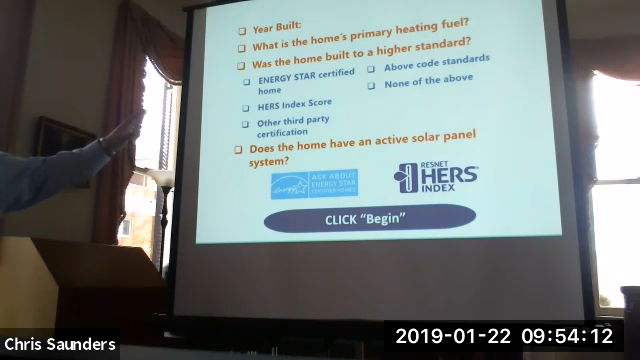 Year Built:
What is the home's primary heating fuel?
Was the home built to a higher standard?
ENERGY STAR certified
home
HERS Index Score
Other third party
certification
Above code standards
None of the above
Does the home have an active solar panel
system?
ASK ABOUT
ENERGY STAR
CERTIFIED HOMES
RESNET
HERS
INDEX
CLICK "Begin"
Chris Saunders
2019-01-22 09:54:12